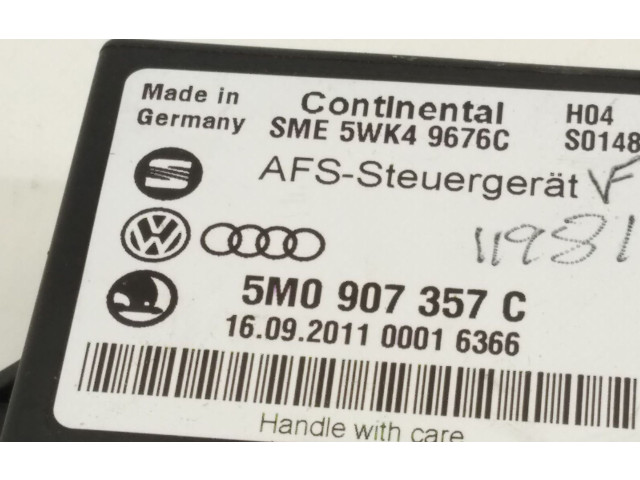 Made in
Germany
Continental
SME 5WK4 9676C
H04
S0148
AFS-Steuergerät
VF
11981
5M0 907 357 C
16.09.2011 0001 6366
Handle with care